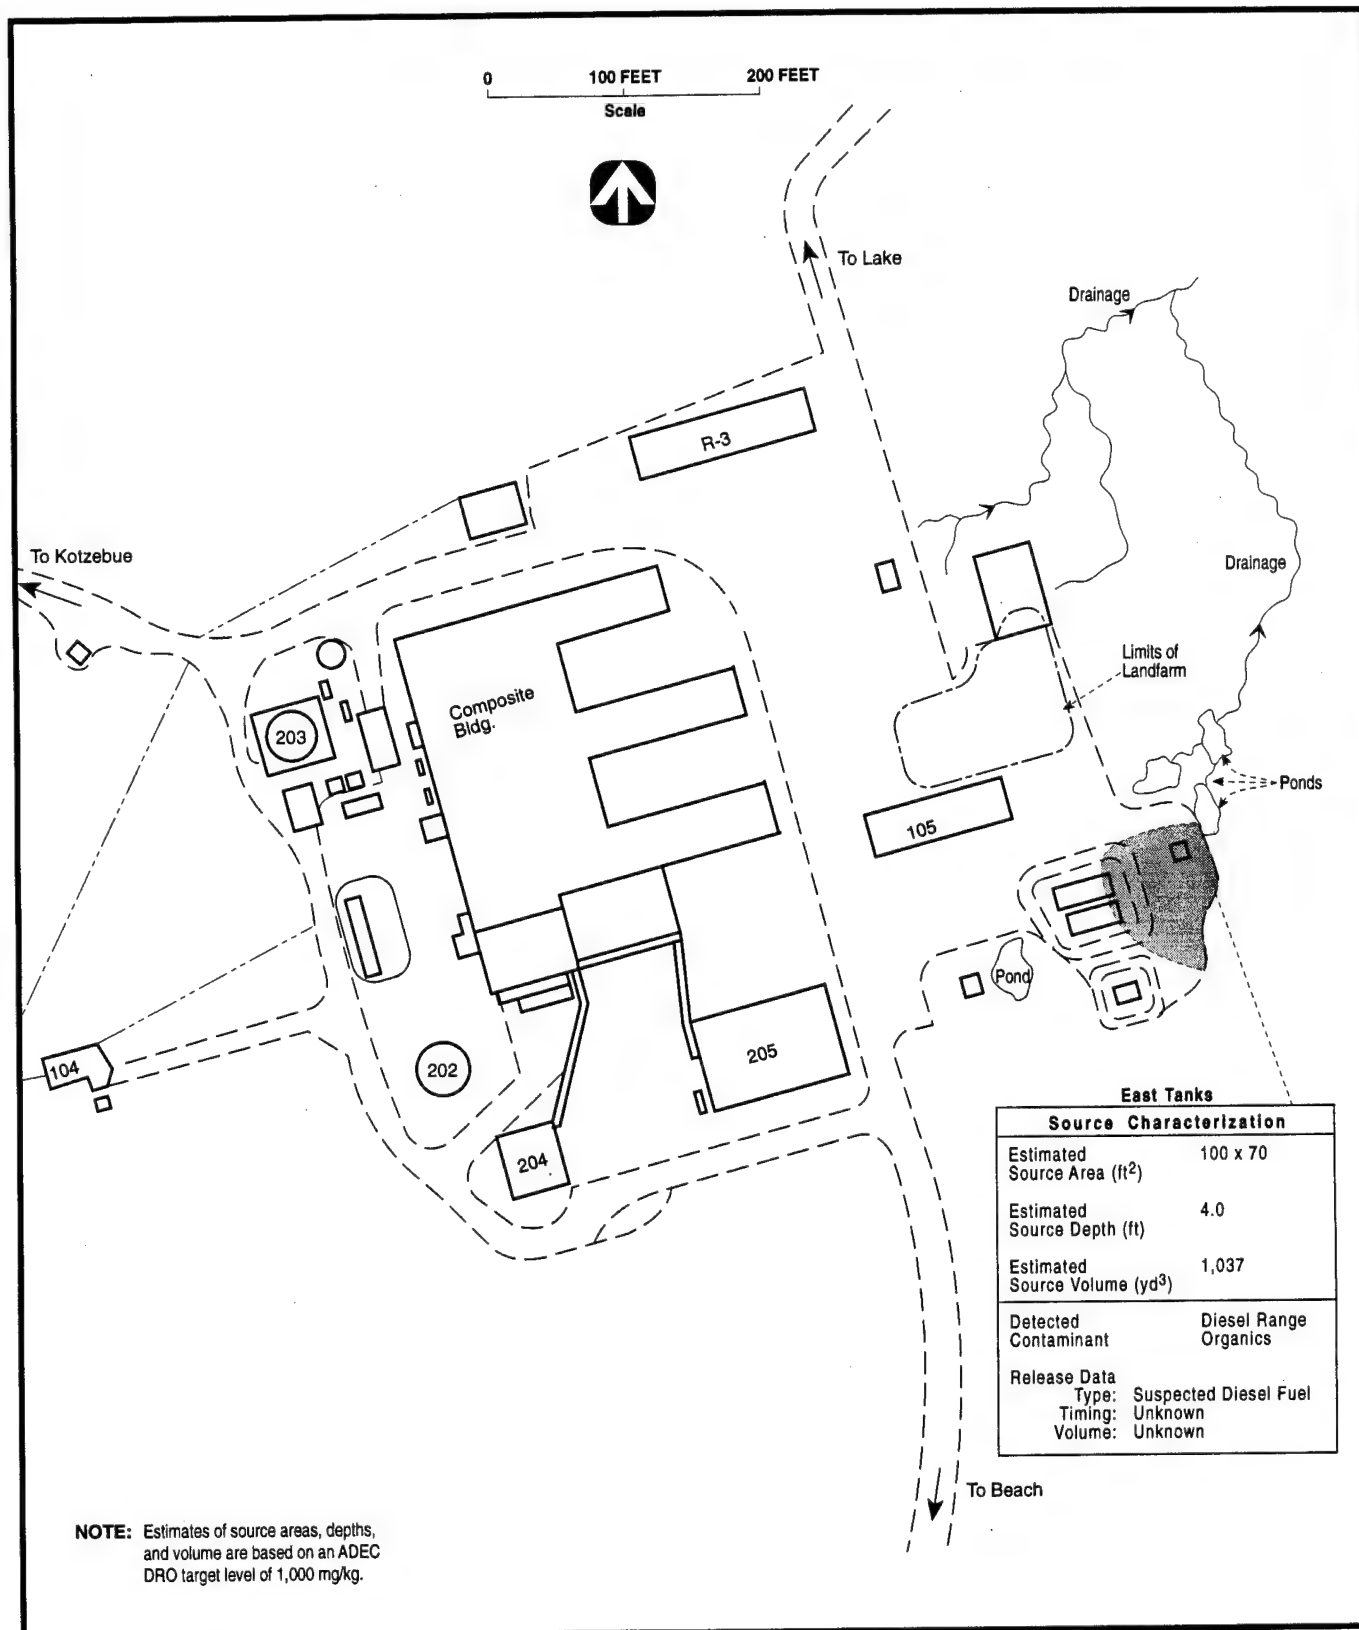 0 100 FEET 200 FEET
Scale
To Lake
Drainage
R-3
To Kotzebue
Drainage
Limits of
Landfarm
Composite
Bldg.
203
Ponds
105
Pond
205
104
202
204
East Tanks
Source Characterization
Estimated 100 x 70
Source Area (ft²)
Estimated 4.0
Source Depth (ft)
Estimated 1,037
Source Volume (yd³)
Detected Diesel Range
Contaminant Organics
Release Data
Type: Suspected Diesel Fuel
Timing: Unknown
Volume: Unknown
To Beach
NOTE: Estimates of source areas, depths,
and volume are based on an ADEC
DRO target level of 1,000 mg/kg.